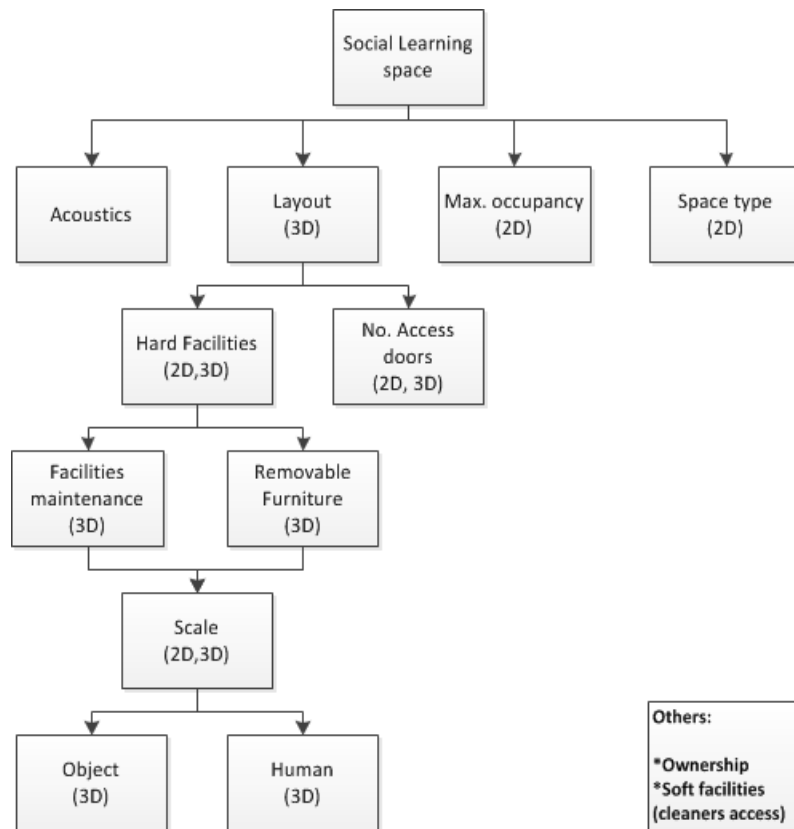 Social Learning
space
Acoustics
Layout
(3D)
Max. occupancy
(2D)
Space type
(2D)
Hard Facilities
(2D,3D)
No. Access
doors
(2D, 3D)
Facilities
maintenance
(3D)
Removable
Furniture
(3D)
Scale
(2D,3D)
Object
(3D)
Human
(3D)
Others:
*Ownership
*Soft facilities
(cleaners access)